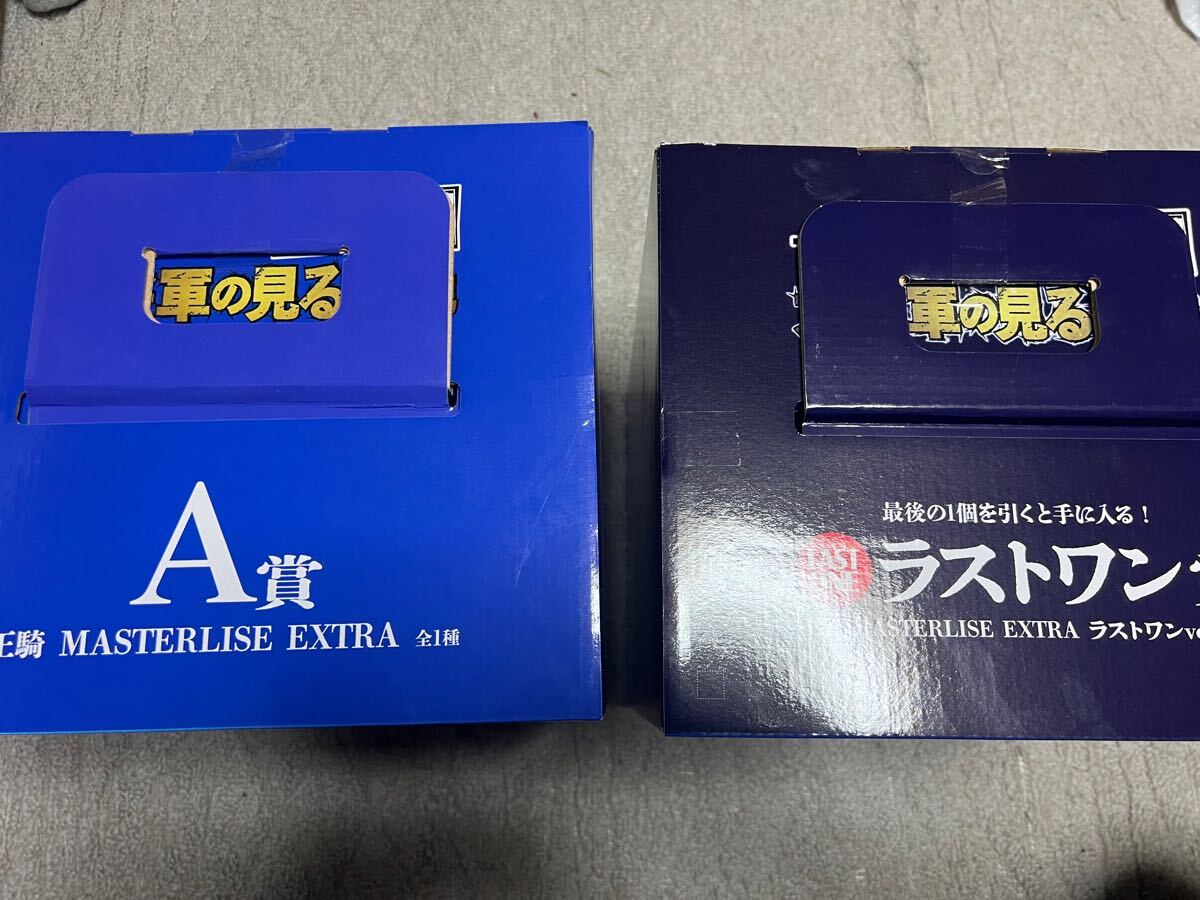 軍の見る
A賞
王騎 MASTERLISE EXTRA 全1種
軍の見る
最後の1個を引くと手に入る!
LAST ONE
ラストワン
MASTERLISE EXTRA ラストワンve